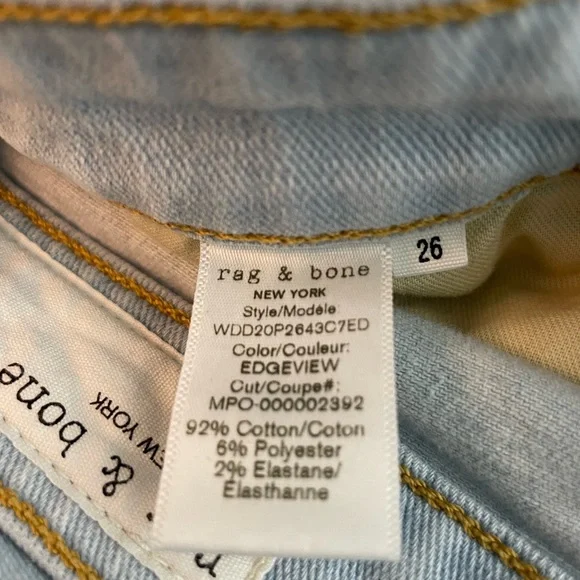 rag & bone
NEW YORK
Style/Modèle:
WDD20P2643C7ED
Color/Couleur:
EDGEVIEW
Cut/Coupe#:
MPO-000002392
92% Cotton/Coton
6% Polyester
2% Elastane/
Élasthanne
26
& bone
NEW YORK